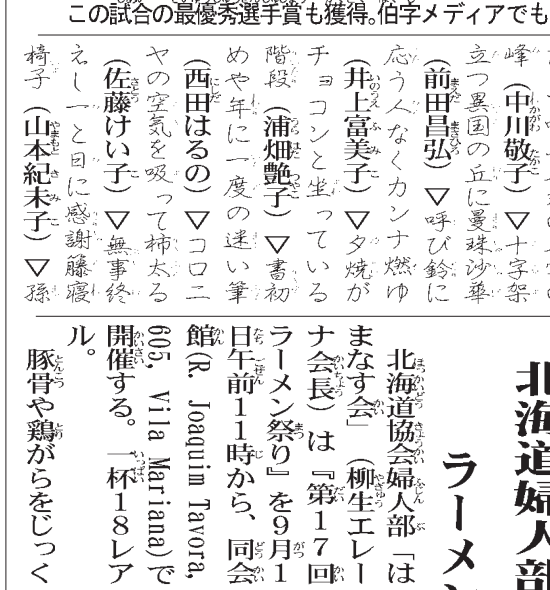 この試合の最優秀選手賞も獲得。伯字メディアでも
峰 (中川敬子) ▽十字架
立つ異国の丘に曼珠沙華
(前田昌弘) ▽呼び鈴に
応う人なくカンナ燃ゆ
(井上富美子) ▽夕焼が
チョコンと坐っている
階段 (浦畑艶子) ▽書初
めや年に一度の迷い筆
(西田はるの) ▽コロニ
ヤの空気を吸って柿太る
(佐藤けい子) ▽無事終
えし一と日に感謝籐寝
椅子 (山本紀未子) ▽孫
北海道婦人部
ラーメン
北海道協会婦人部「は
まなす会」(柳生エレー
ナ会長)は『第17回
ラーメン祭り』を9月1
日午前11時から、同会
館(R. Joaquim Tavora,
605, Vila Mariana)で
開催する。一杯18レア
ル。
豚骨や鶏がらをじっく